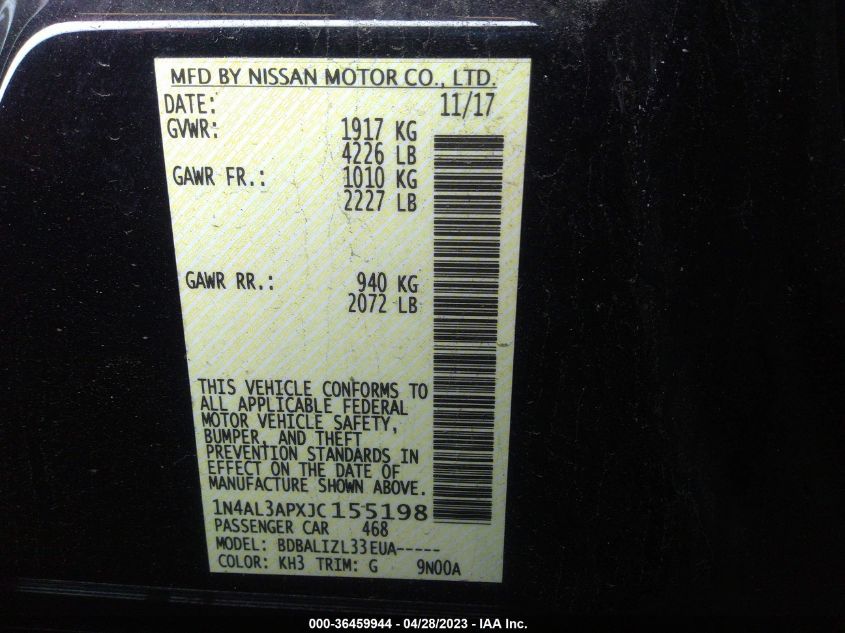 MFD BY NISSAN MOTOR CO., LTD.
DATE: 11/17
GVWR: 1917 KG
4226 LB
GAWR FR.: 1010 KG
2227 LB
GAWR RR.: 940 KG
2072 LB
THIS VEHICLE CONFORMS TO
ALL APPLICABLE FEDERAL
MOTOR VEHICLE SAFETY,
BUMPER, AND THEFT
PREVENTION STANDARDS IN
EFFECT ON THE DATE OF
MANUFACTURE SHOWN ABOVE.
1N4AL3APXJC155198
PASSENGER CAR 468
MODEL: BDBALIZL33EUA-----
COLOR: KH3 TRIM: G 9N00A
000-36459944 - 04/28/2023 - IAA Inc.